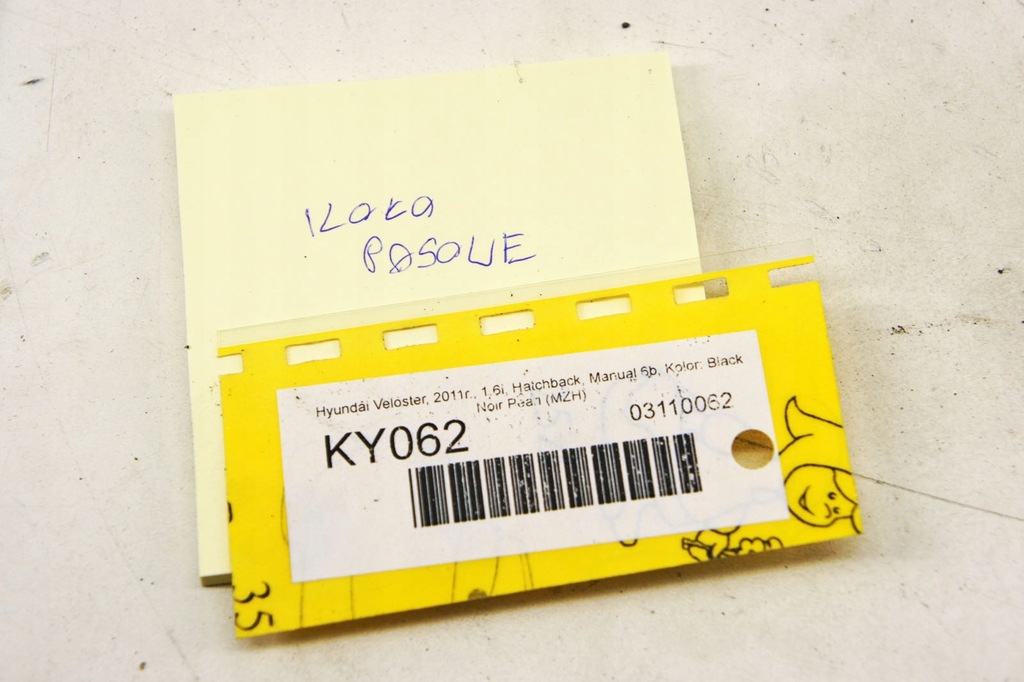 KOŁA
PASOWE
Hyundai Veloster, 2011r., 1,6i, Hatchback, Manual 6b, Kolor: Black
Noir Pearl (MZH)
KY062
03110062
35